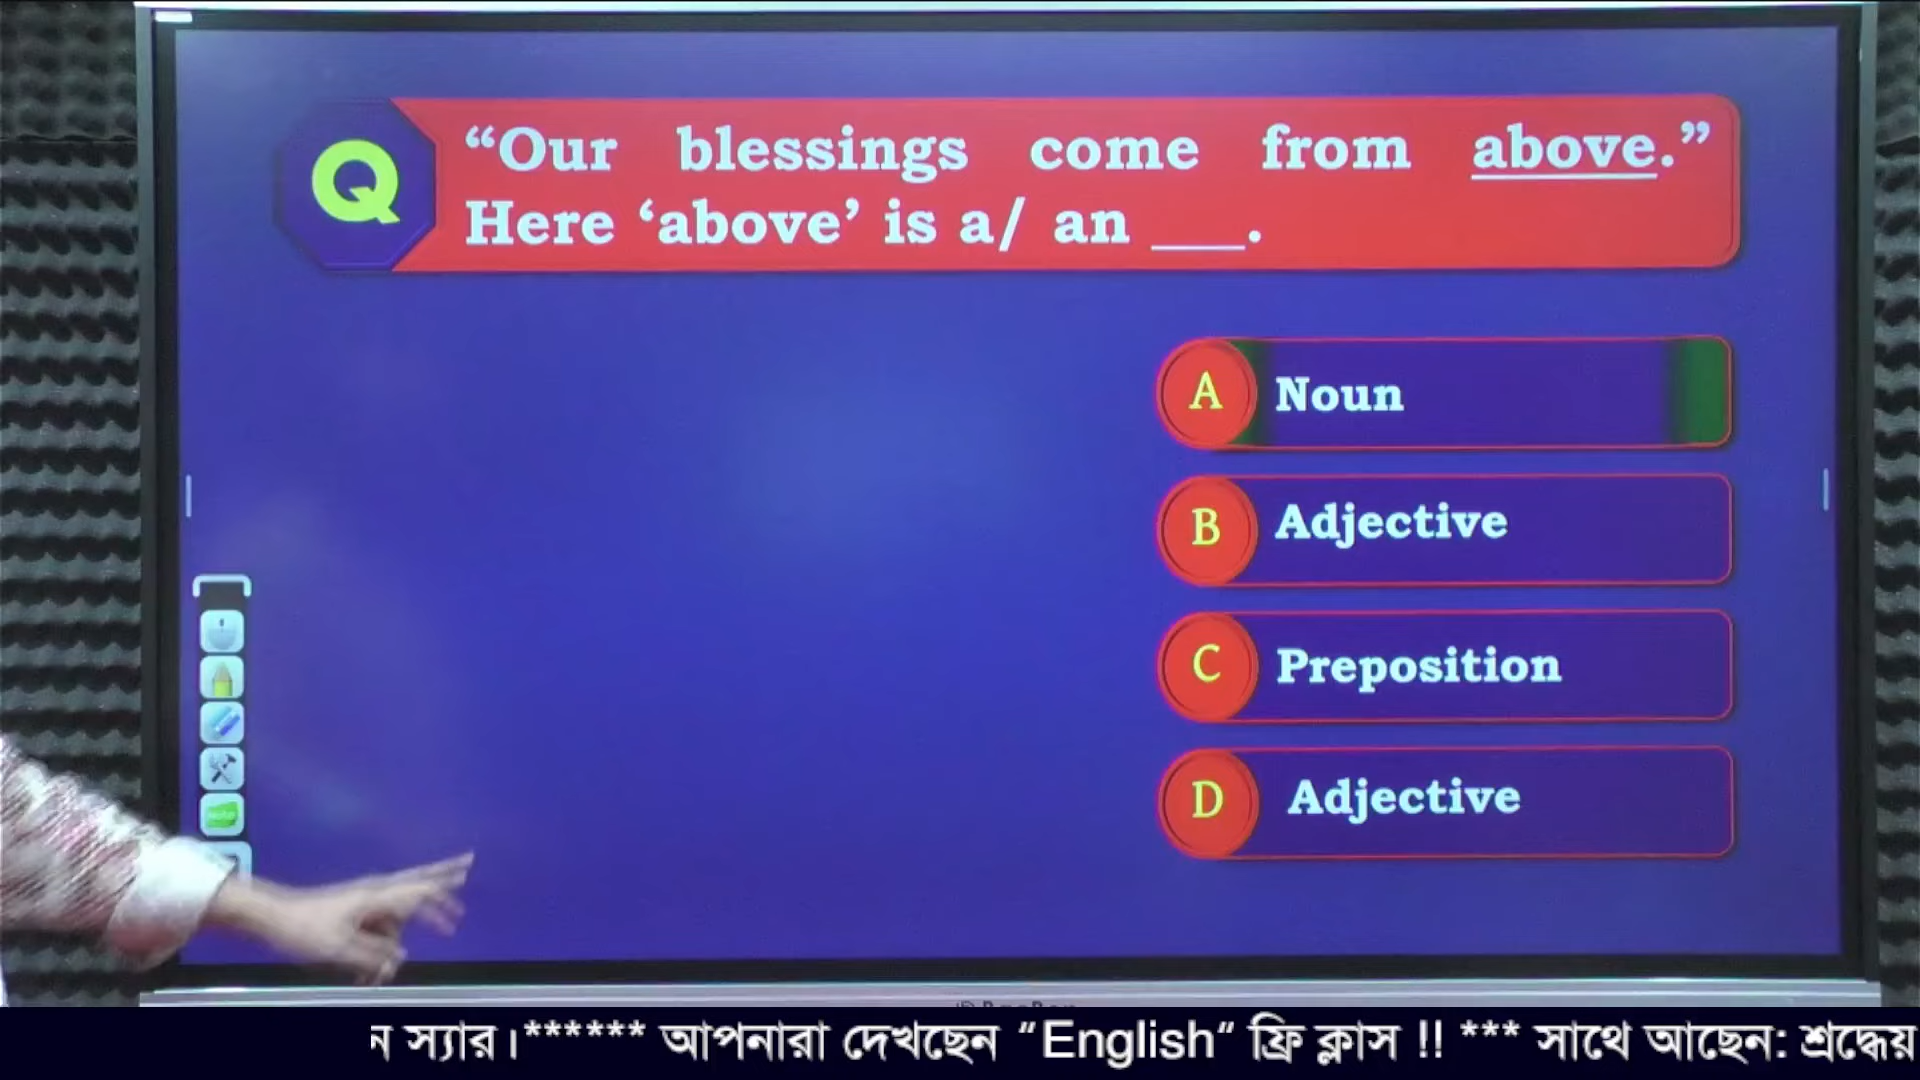 Q
“Our blessings come from above.”
Here ‘above’ is a/ an ___.
A Noun
B Adjective
C Preposition
D Adjective
ন স্যার।****** আপনারা দেখছেন “English“ ফ্রি ক্লাস !! *** সাথে আছেন: শ্রদ্ধেয়